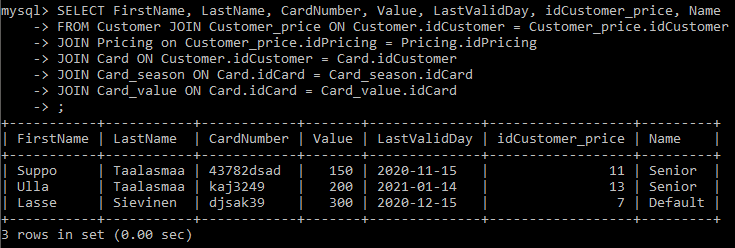 mysql> SELECT FirstName, LastName, CardNumber, Value, LastValidDay, idCustomer_price, Name
    -> FROM Customer JOIN Customer_price ON Customer.idCustomer = Customer_price.idCustomer
    -> JOIN Pricing on Customer_price.idPricing = Pricing.idPricing
    -> JOIN Card ON Customer.idCustomer = Card.idCustomer
    -> JOIN Card_season ON Card.idCard = Card_season.idCard
    -> JOIN Card_value ON Card.idCard = Card_value.idCard
    -> ;
+-----------+-----------+------------+-------+--------------+------------------+---------+
| FirstName | LastName  | CardNumber | Value | LastValidDay | idCustomer_price | Name    |
+-----------+-----------+------------+-------+--------------+------------------+---------+
| Suppo     | Taalasmaa | 43782dsad  |   150 | 2020-11-15   |               11 | Senior  |
| Ulla      | Taalasmaa | kaj3249    |   200 | 2021-01-14   |               13 | Senior  |
| Lasse     | Sievinen  | djsak39    |   300 | 2020-12-15   |                7 | Default |
+-----------+-----------+------------+-------+--------------+------------------+---------+
3 rows in set (0.00 sec)